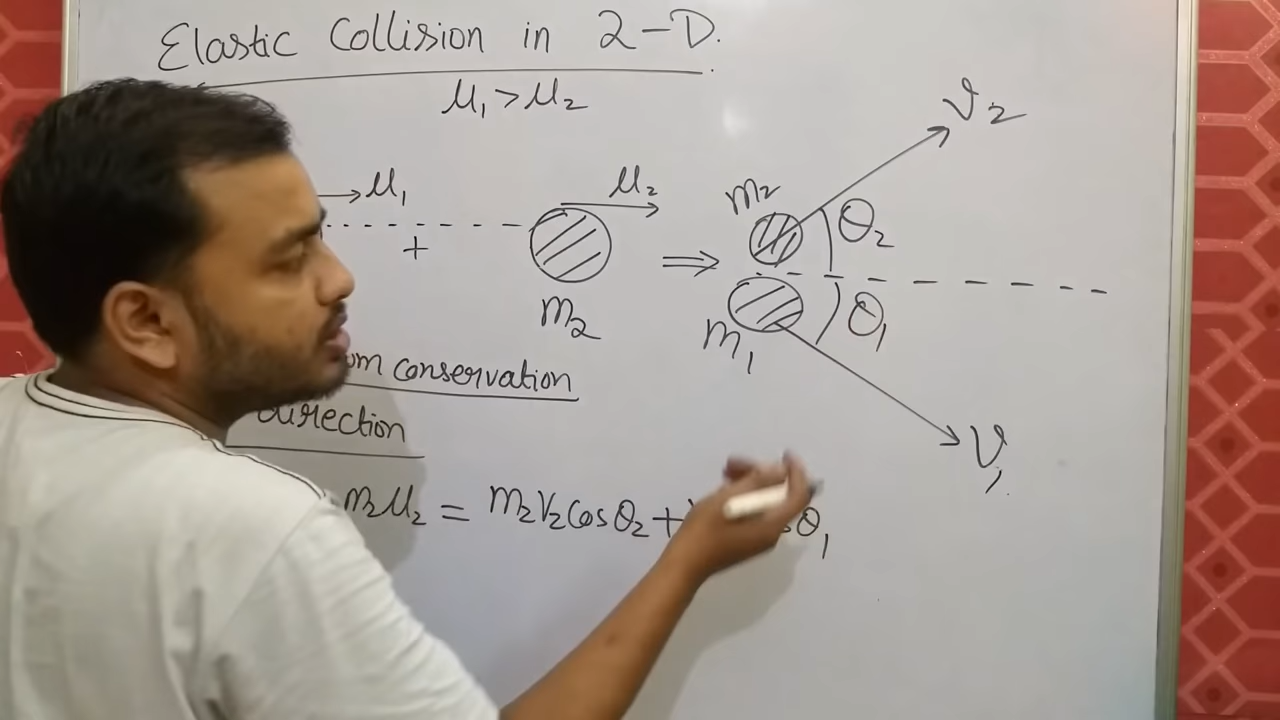 Elastic Collision in 2-D.
u₁ > u₂
→ u₁
u₂
+
m₂
⇒
m₂
θ₂
v₂
m₁
θ₁
v₁
conservation
direction
m₂u₂ = m₂v₂cosθ₂ + θ₁